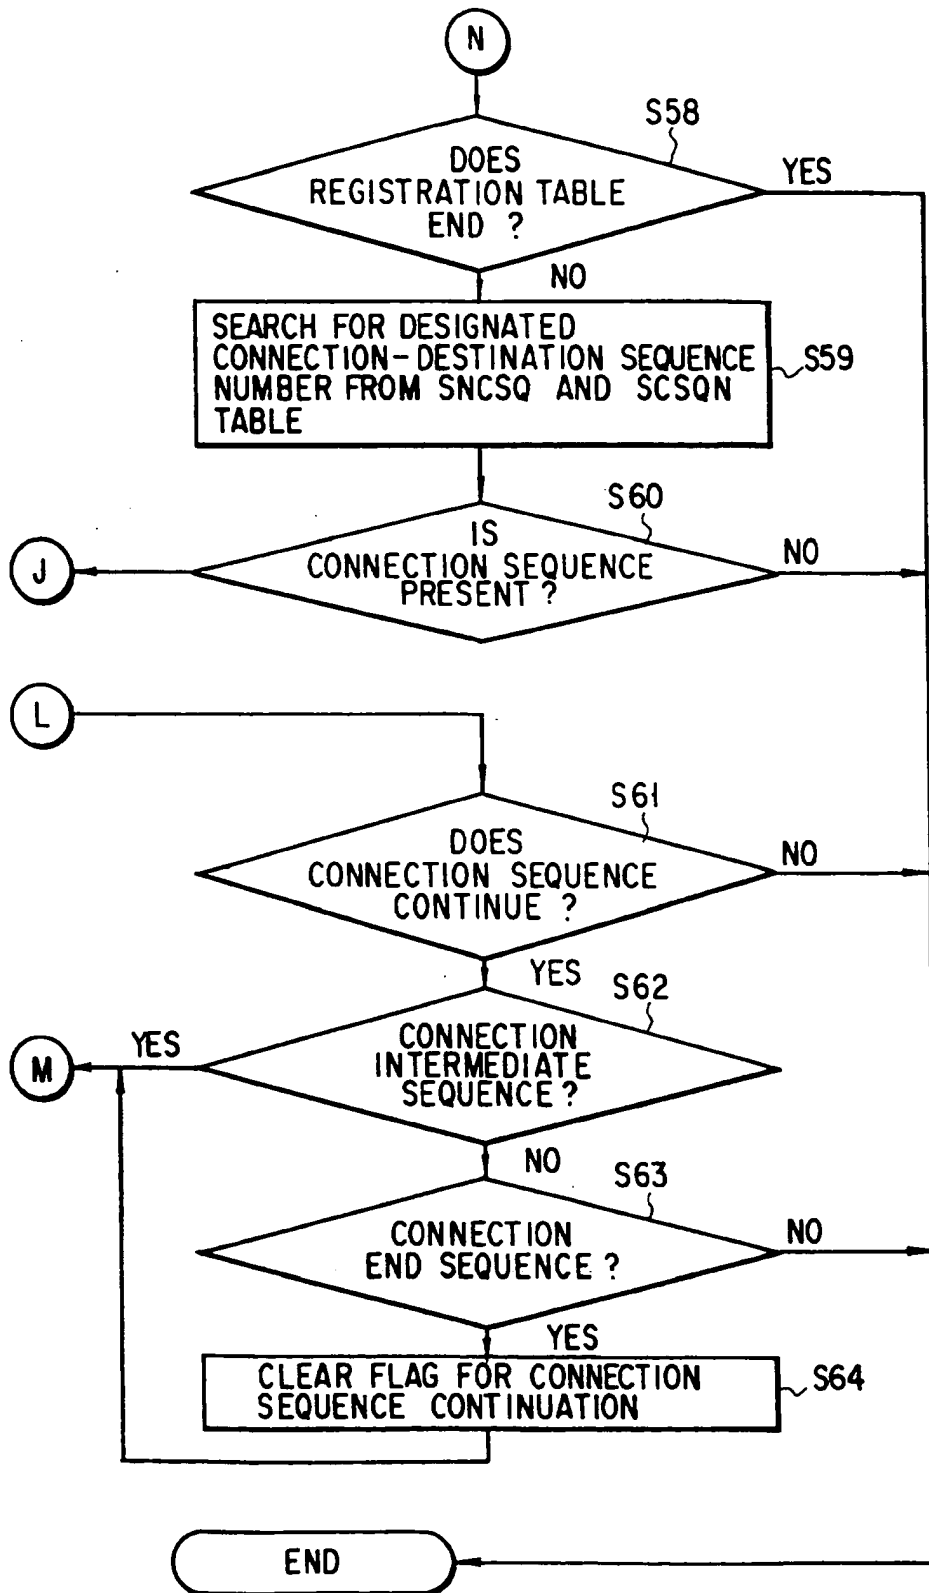 N
S58
DOES
REGISTRATION TABLE
END ?
YES
NO
SEARCH FOR DESIGNATED
CONNECTION-DESTINATION SEQUENCE
NUMBER FROM SNCSQ AND SCSQN
TABLE
S59
S60
IS
CONNECTION SEQUENCE
PRESENT ?
NO
J
L
S61
DOES
CONNECTION SEQUENCE
CONTINUE ?
NO
YES
S62
CONNECTION
INTERMEDIATE
SEQUENCE ?
YES
M
NO
S63
CONNECTION
END SEQUENCE ?
NO
YES
CLEAR FLAG FOR CONNECTION
SEQUENCE CONTINUATION
S64
END